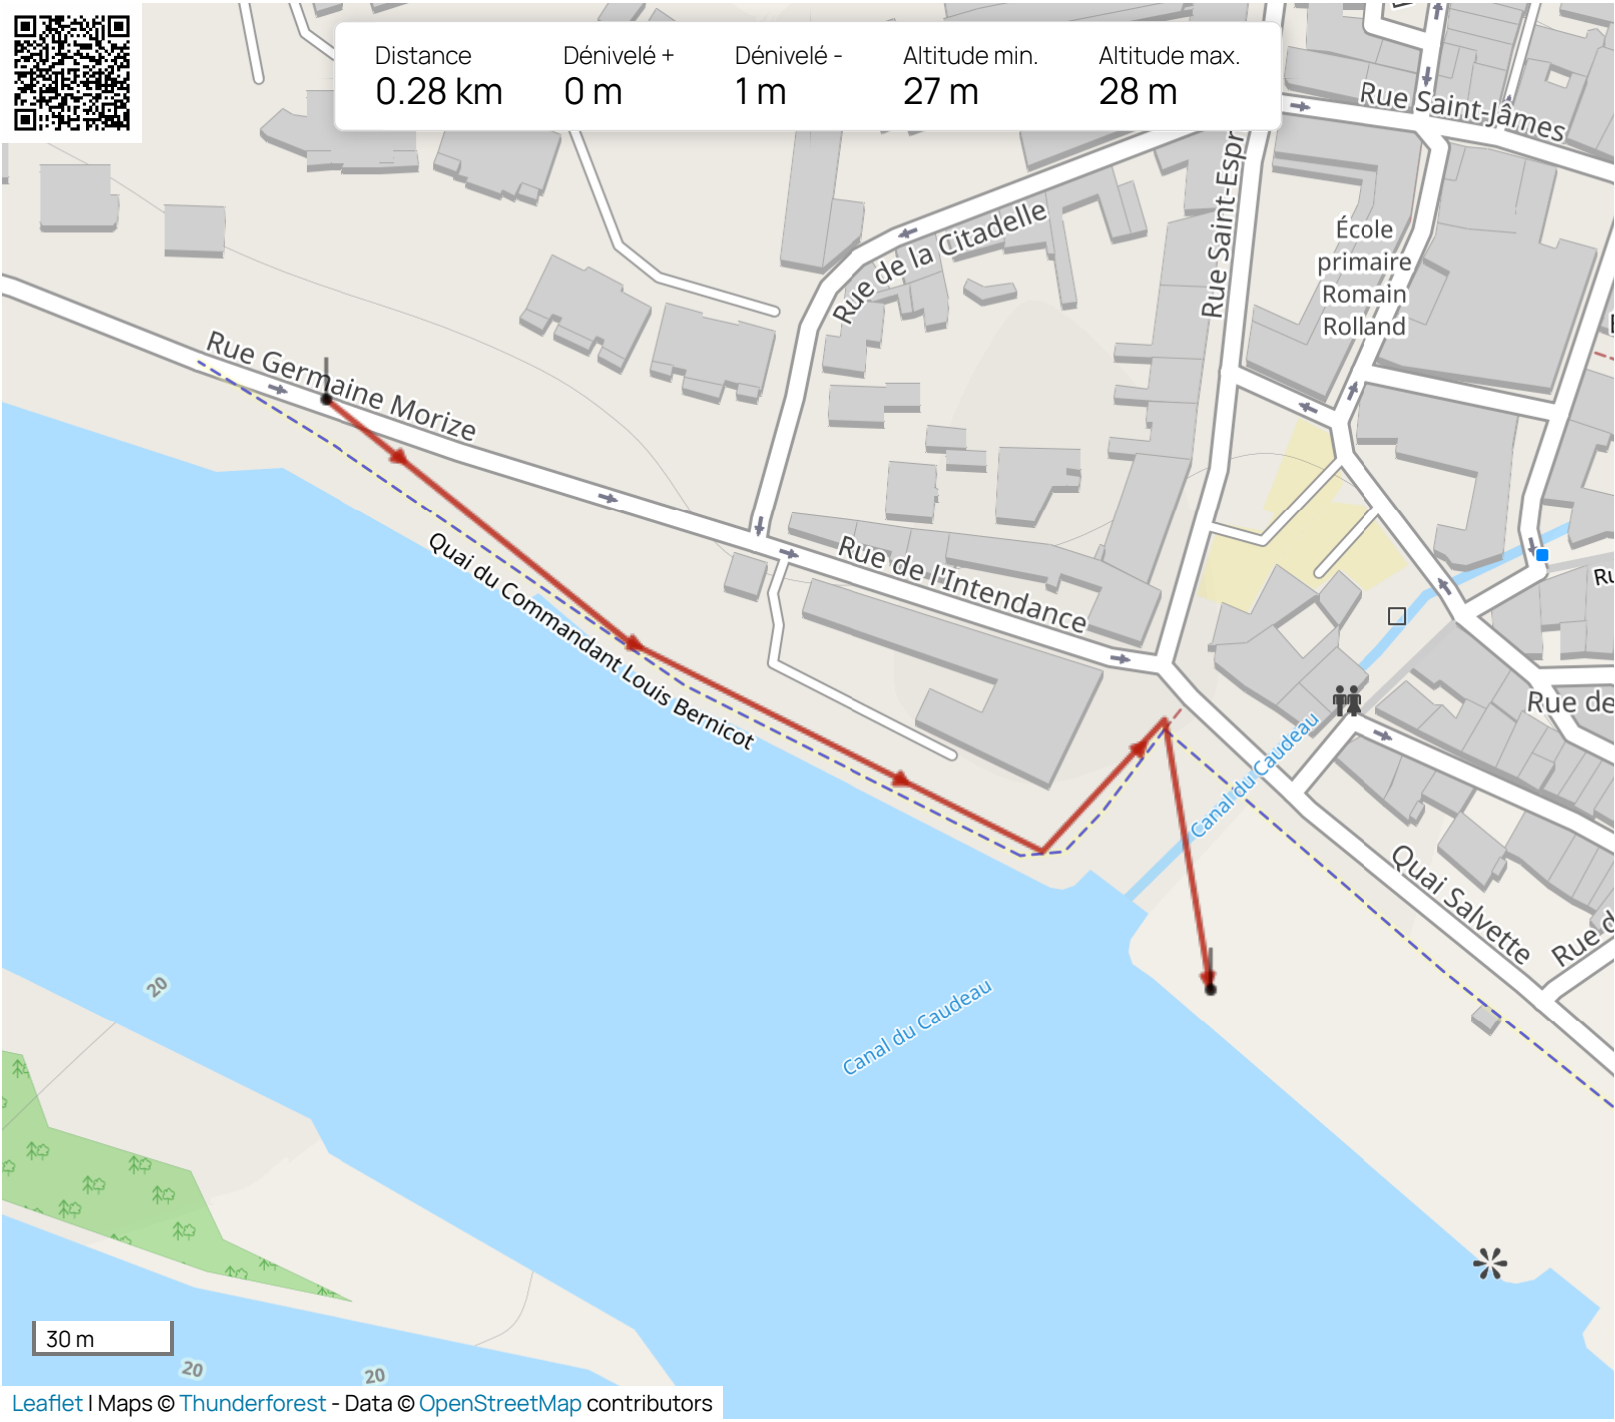 Distance
0.28 km
Dénivelé +
0 m
Dénivelé -
1 m
Altitude min.
27 m
Altitude max.
28 m
Rue Saint-Jâmes
Rue Saint-Espr
École
primaire
Romain
Rolland
Rue de la Citadelle
Rue Germaine Morize
Rue de l'Intendance
Quai du Commandant Louis Bernicot
Ru
Rue de
Canal du Caudeau
Quai Salvette
Rue d
Canal du Caudeau
20
30 m
20
20
Leaflet | Maps © Thunderforest - Data © OpenStreetMap contributors